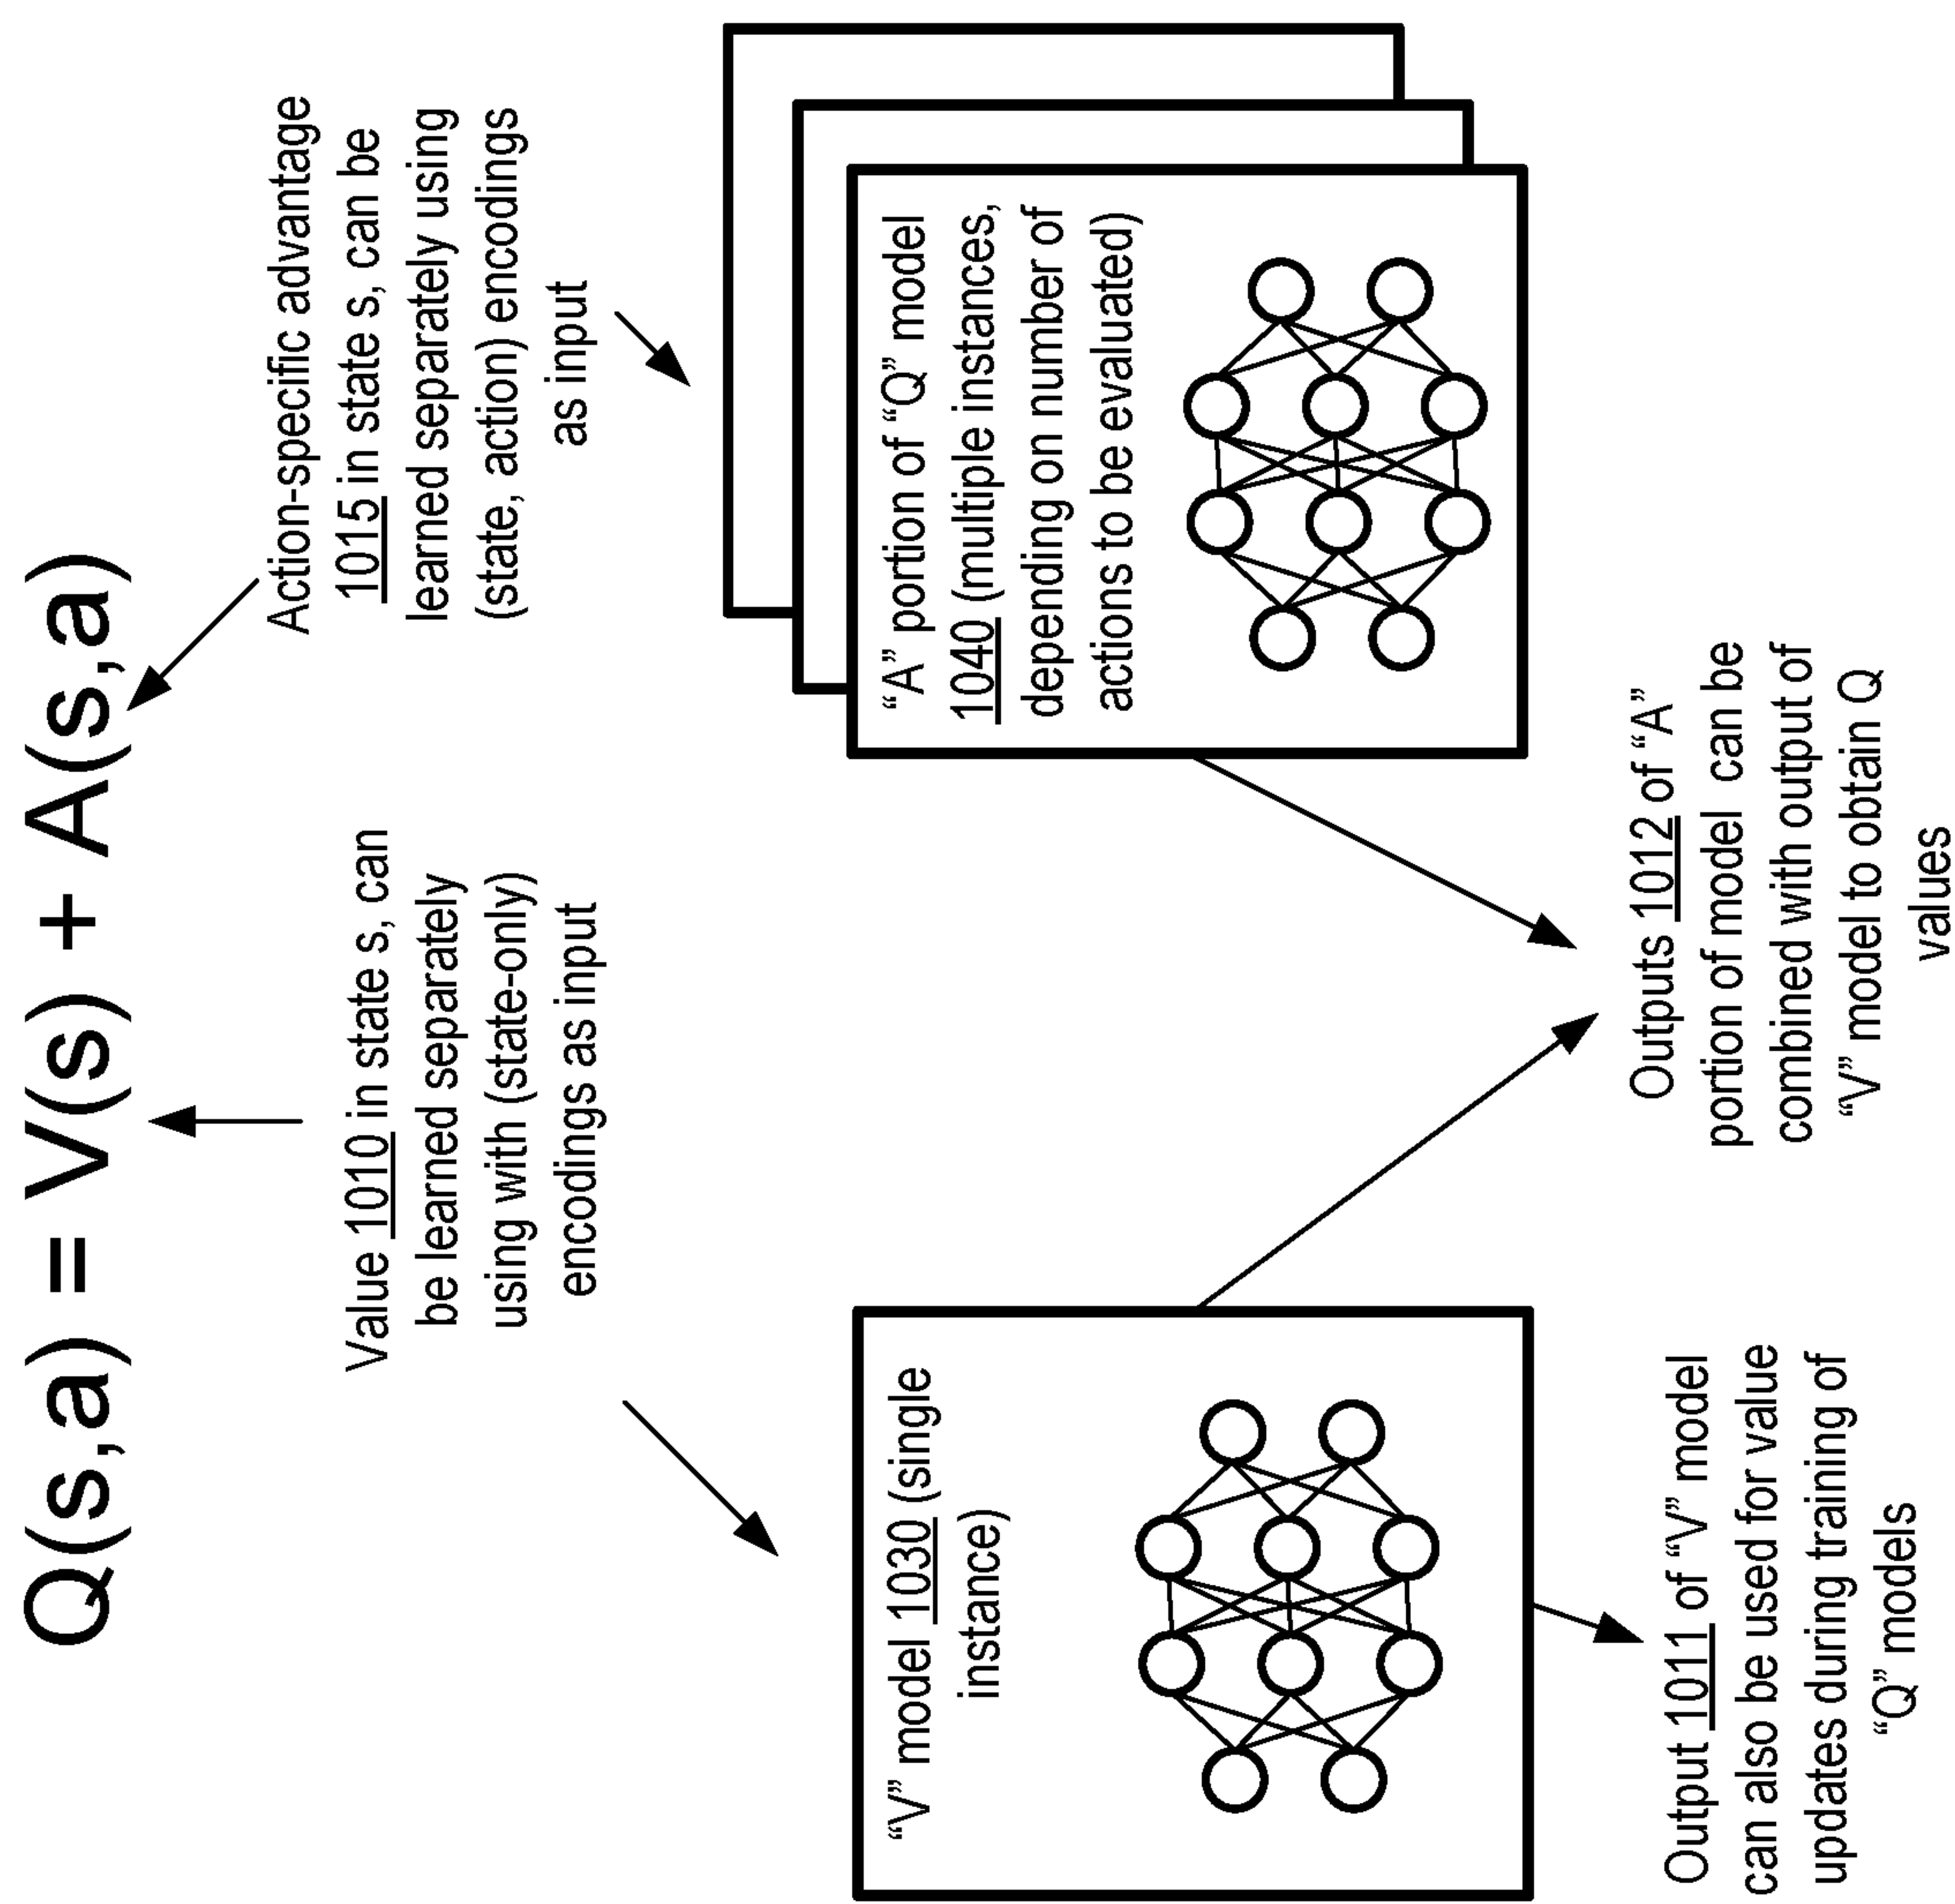 Q(s,a) = V(s) + A(s,a)
Value 1010 in state s, can
be learned separately
using with (state-only)
encodings as input
Action-specific advantage
1015 in state s, can be
learned separately using
(state, action) encodings
as input
“V” model 1030 (single
instance)
“A” portion of “Q” model
1040 (multiple instances,
depending on number of
actions to be evaluated)
Output 1011 of “V” model
can also be used for value
updates during training of
“Q” models
Outputs 1012 of “A”
portion of model can be
combined with output of
“V” model to obtain Q
values